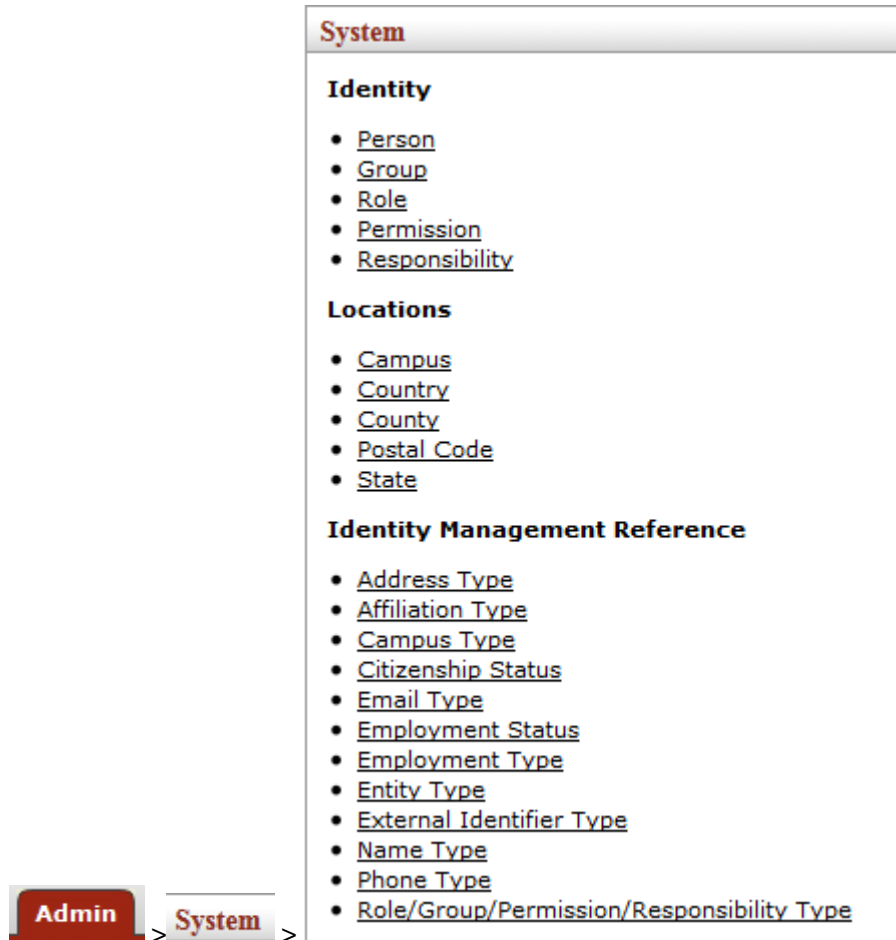 System
Identity
• Person
• Group
• Role
• Permission
• Responsibility
Locations
• Campus
• Country
• County
• Postal Code
• State
Identity Management Reference
• Address Type
• Affiliation Type
• Campus Type
• Citizenship Status
• Email Type
• Employment Status
• Employment Type
• Entity Type
• External Identifier Type
• Name Type
• Phone Type
• Role/Group/Permission/Responsibility Type
Admin > System >